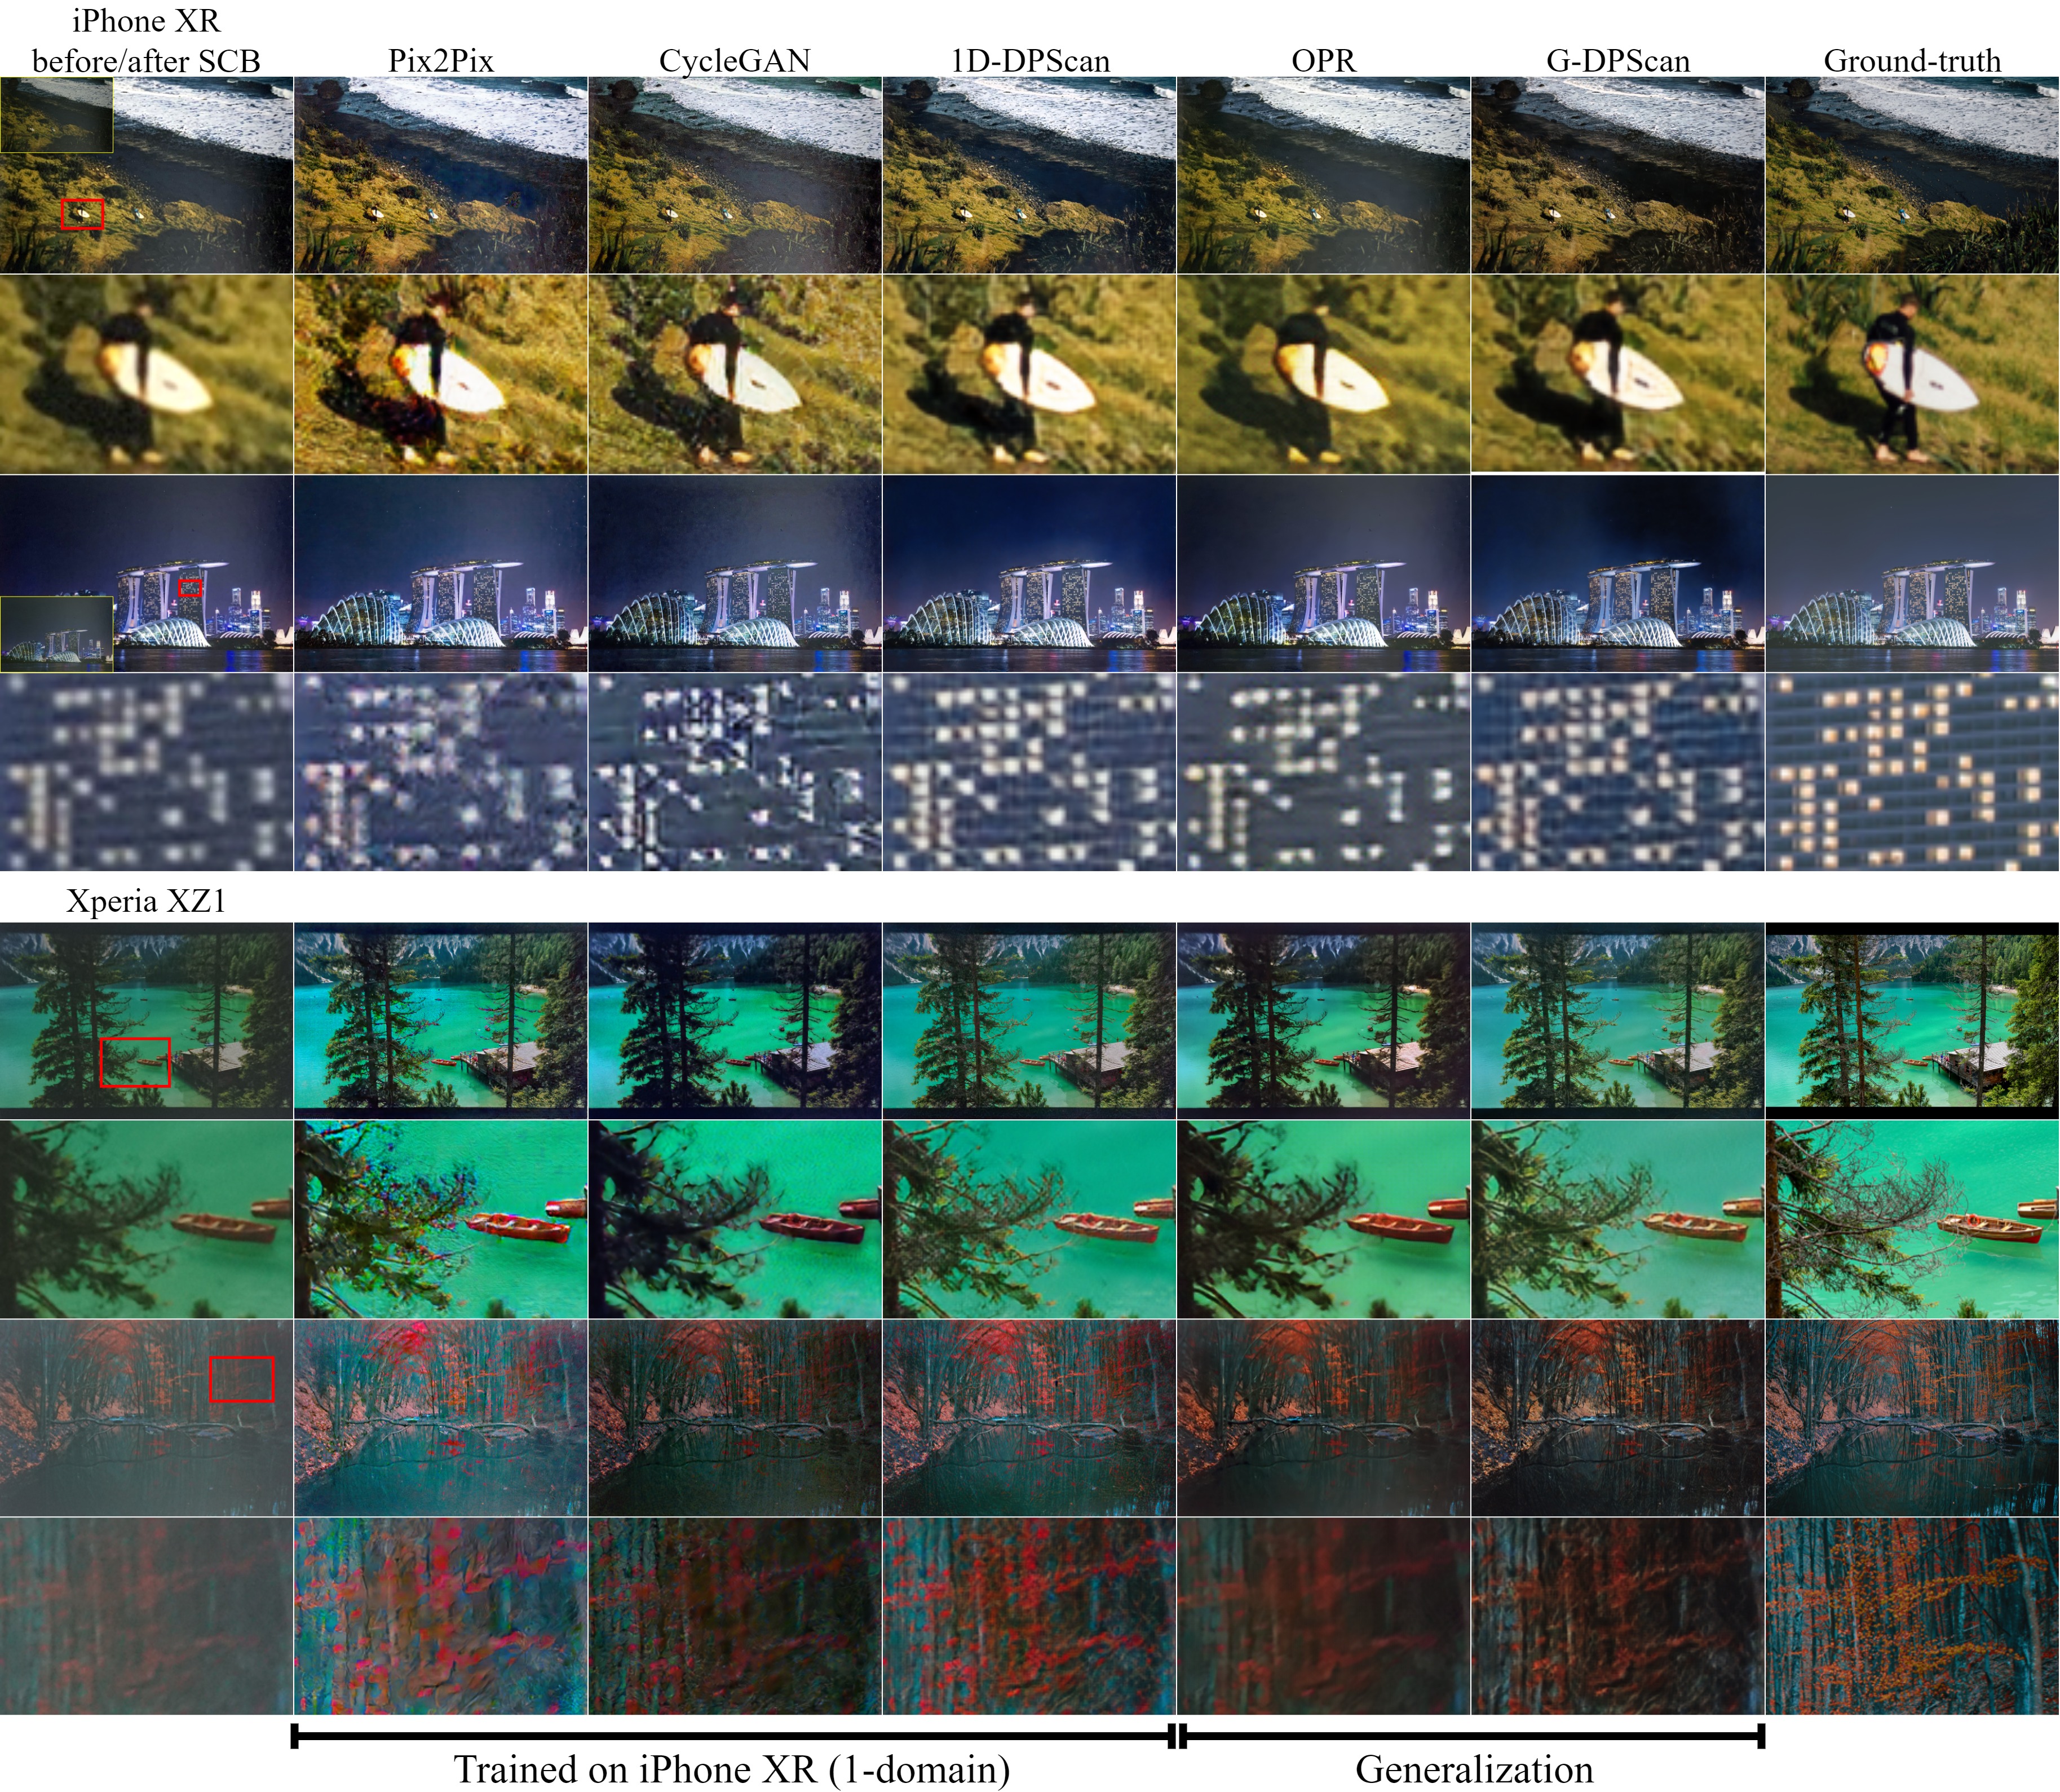 iPhone XR
before/after SCB
Pix2Pix
CycleGAN
1D-DPScan
OPR
G-DPScan
Ground-truth
Xperia XZ1
Trained on iPhone XR (1-domain)
Generalization